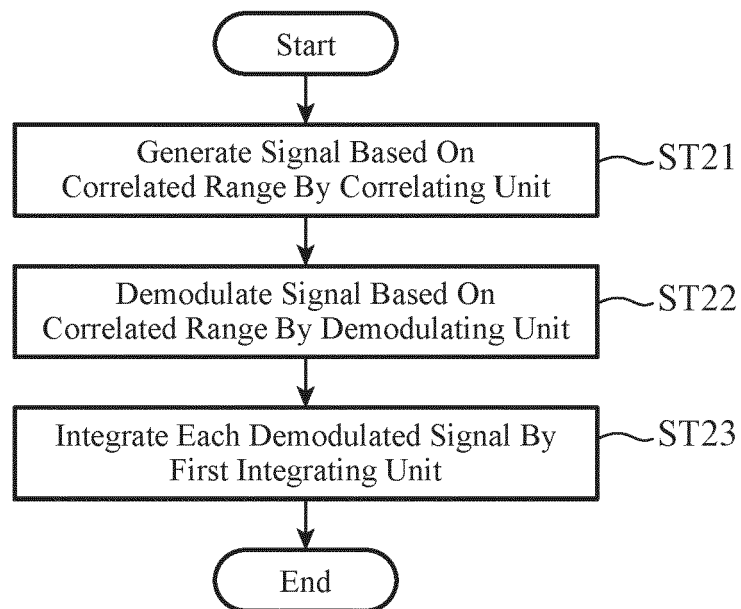 Start
Generate Signal Based On
Correlated Range By Correlating Unit
ST21
Demodulate Signal Based On
Correlated Range By Demodulating Unit
ST22
Integrate Each Demodulated Signal By
First Integrating Unit
ST23
End